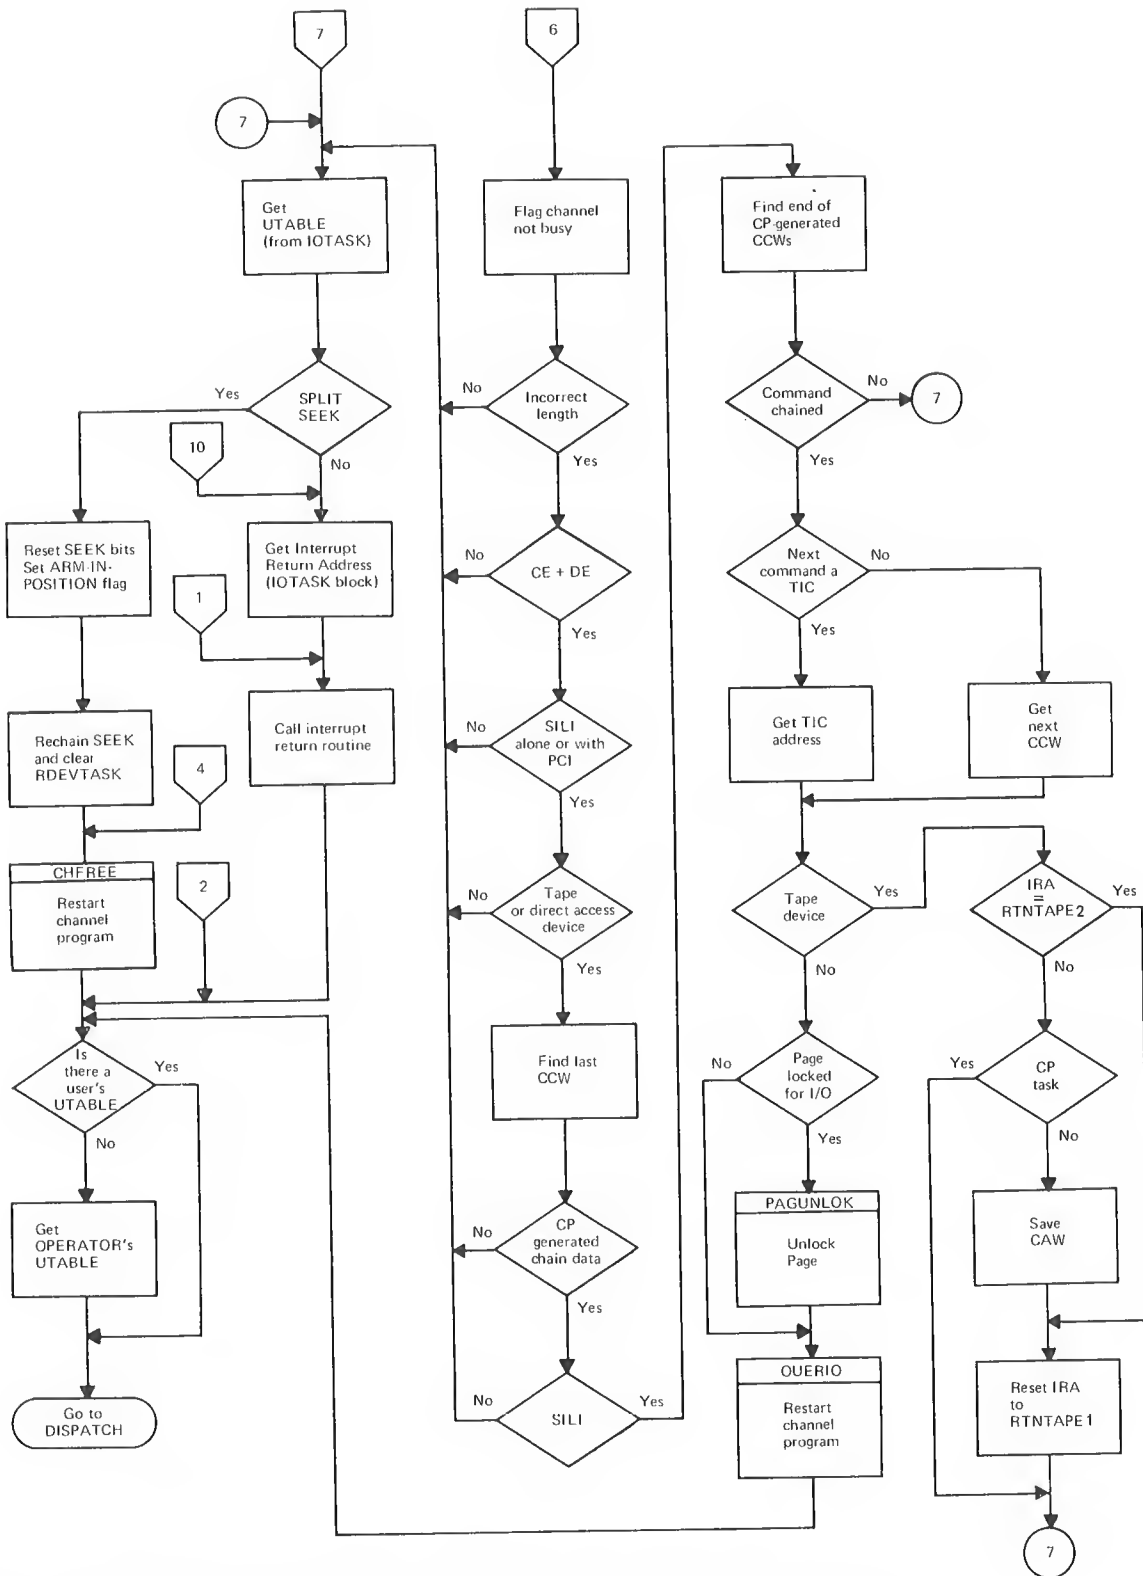 7
7
Get
UTABLE
(from IOTASK)
Yes
SPLIT
SEEK
No
10
Reset SEEK bits
Set ARM-IN-
POSITION flag
Get Interrupt
Return Address
(IOTASK block)
1
Rechain SEEK
and clear
RDEVTASK
Call interrupt
return routine
4
CHFREE
Restart
channel
program
2
Is
there a
user's
UTABLE
Yes
No
Get
OPERATOR's
UTABLE
Go to
DISPATCH
6
Flag channel
not busy
No
Incorrect
length
Yes
No
CE + DE
Yes
No
SILI
alone or with
PCI
Yes
No
Tape
or direct access
device
Yes
Find last
CCW
No
CP
generated
chain data
Yes
No
SILI
Yes
Find end of
CP-generated
CCWs
Command
chained
No
7
Yes
Next
command a
TIC
No
Yes
Get TIC
address
Get
next
CCW
Tape
device
Yes
No
IRA
=
RTNTAPE2
Yes
No
No
Page
locked
for I/O
Yes
Yes
CP
task
No
PAGUNLOK
Unlock
Page
Save
CAW
OUERIO
Restart
channel
program
Reset IRA
to
RTNTAPE1
7